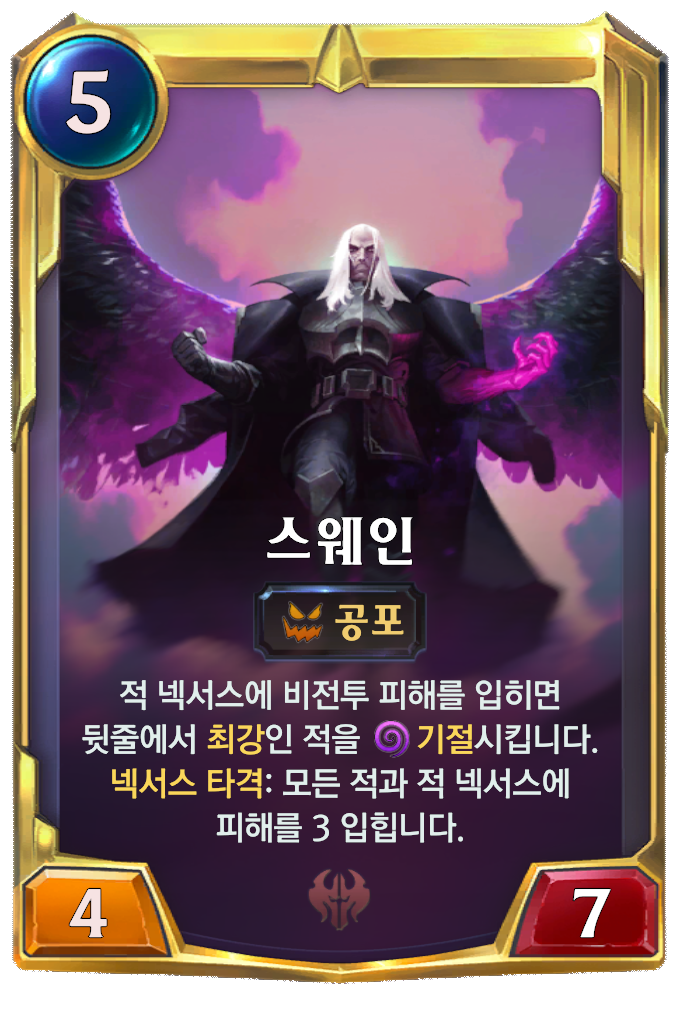 5
스웨인
공포
적 넥서스에 비전투 피해를 입히면
뒷줄에서 최강인 적을 기절시킵니다.
넥서스 타격: 모든 적과 적 넥서스에
피해를 3 입힙니다.
4
7